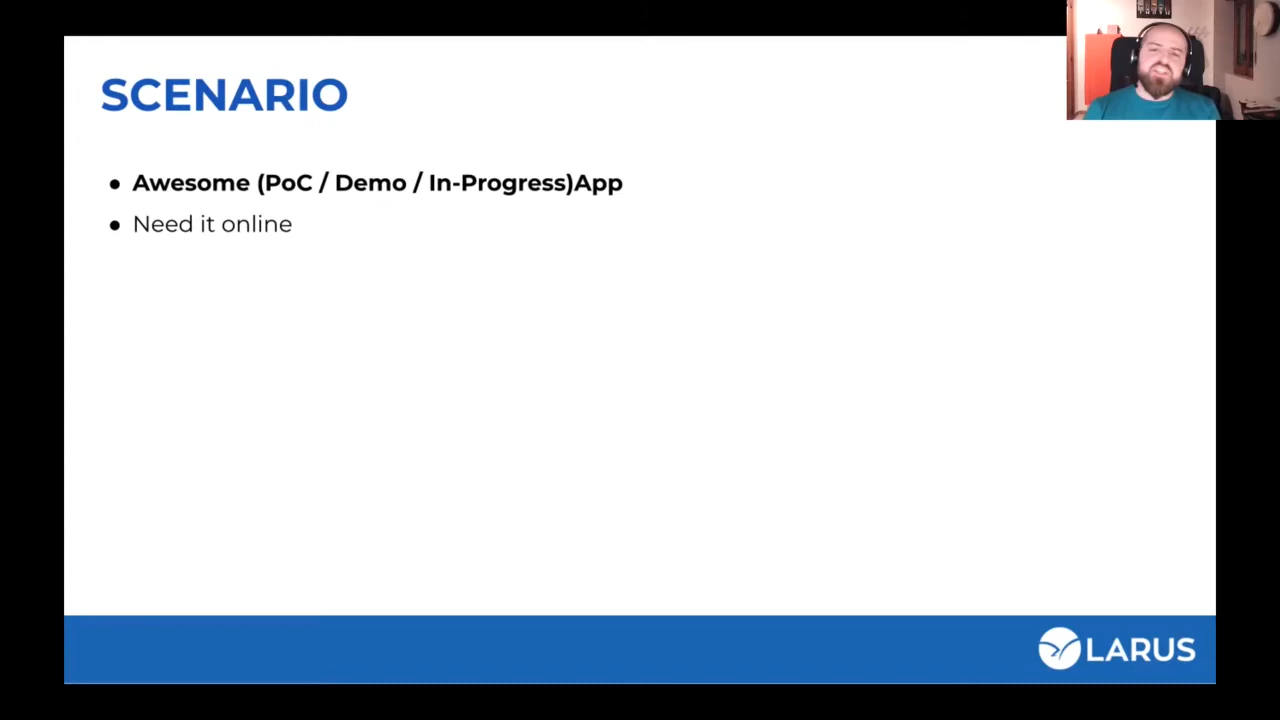 SCENARIO
● Awesome (PoC / Demo / In-Progress)App
● Need it online
LARUS